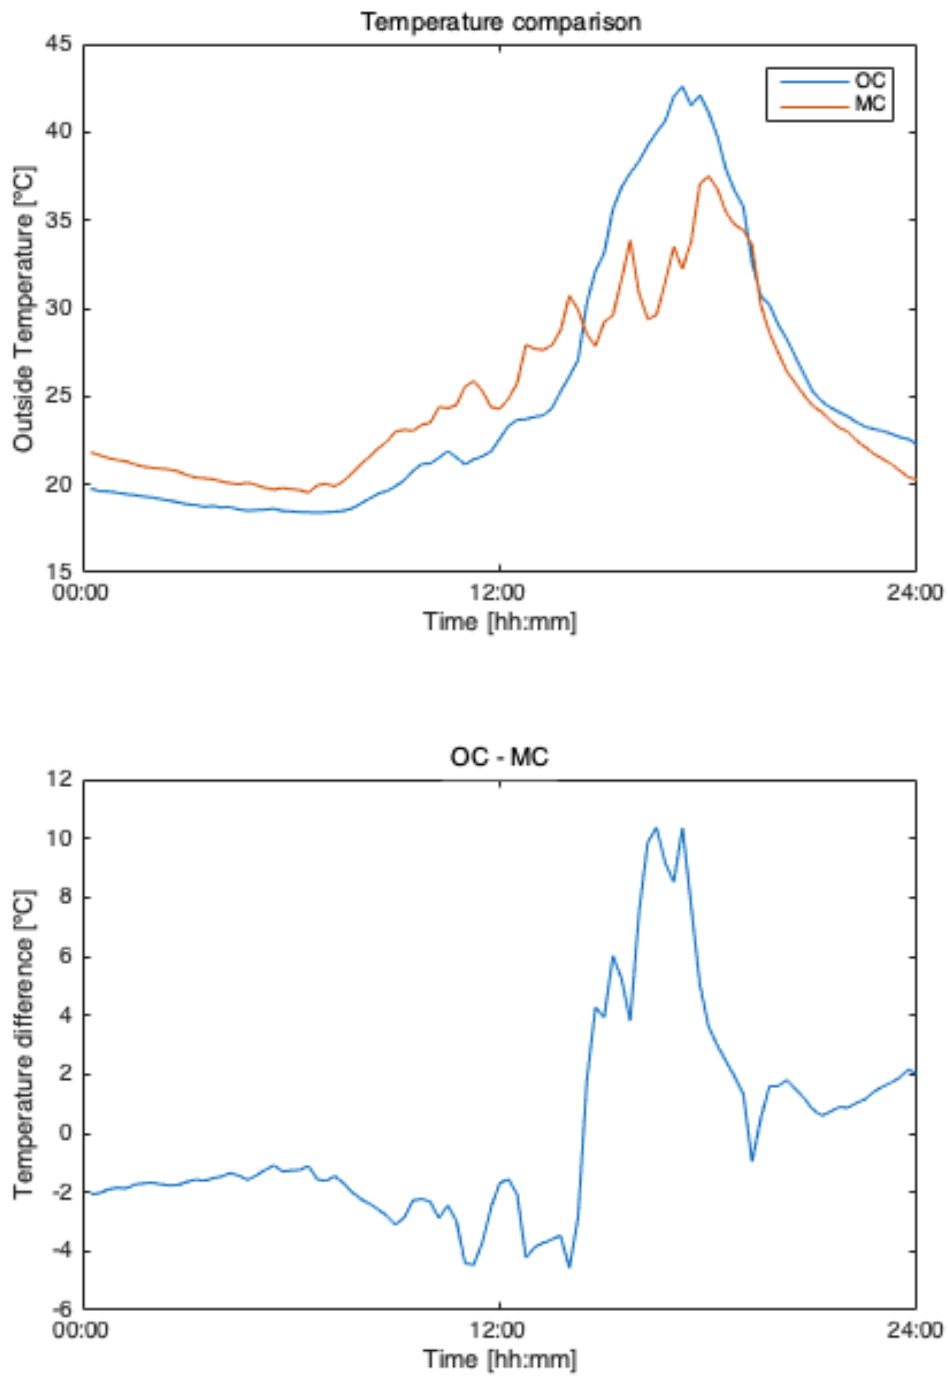 Temperature comparison
45
40
35
30
25
20
15
Outside Temperature [°C]
OC
MC
00:00 12:00 24:00
Time [hh:mm]
OC - MC
12
10
8
6
4
2
0
-2
-4
-6
Temperature difference [°C]
00:00 12:00 24:00
Time [hh:mm]